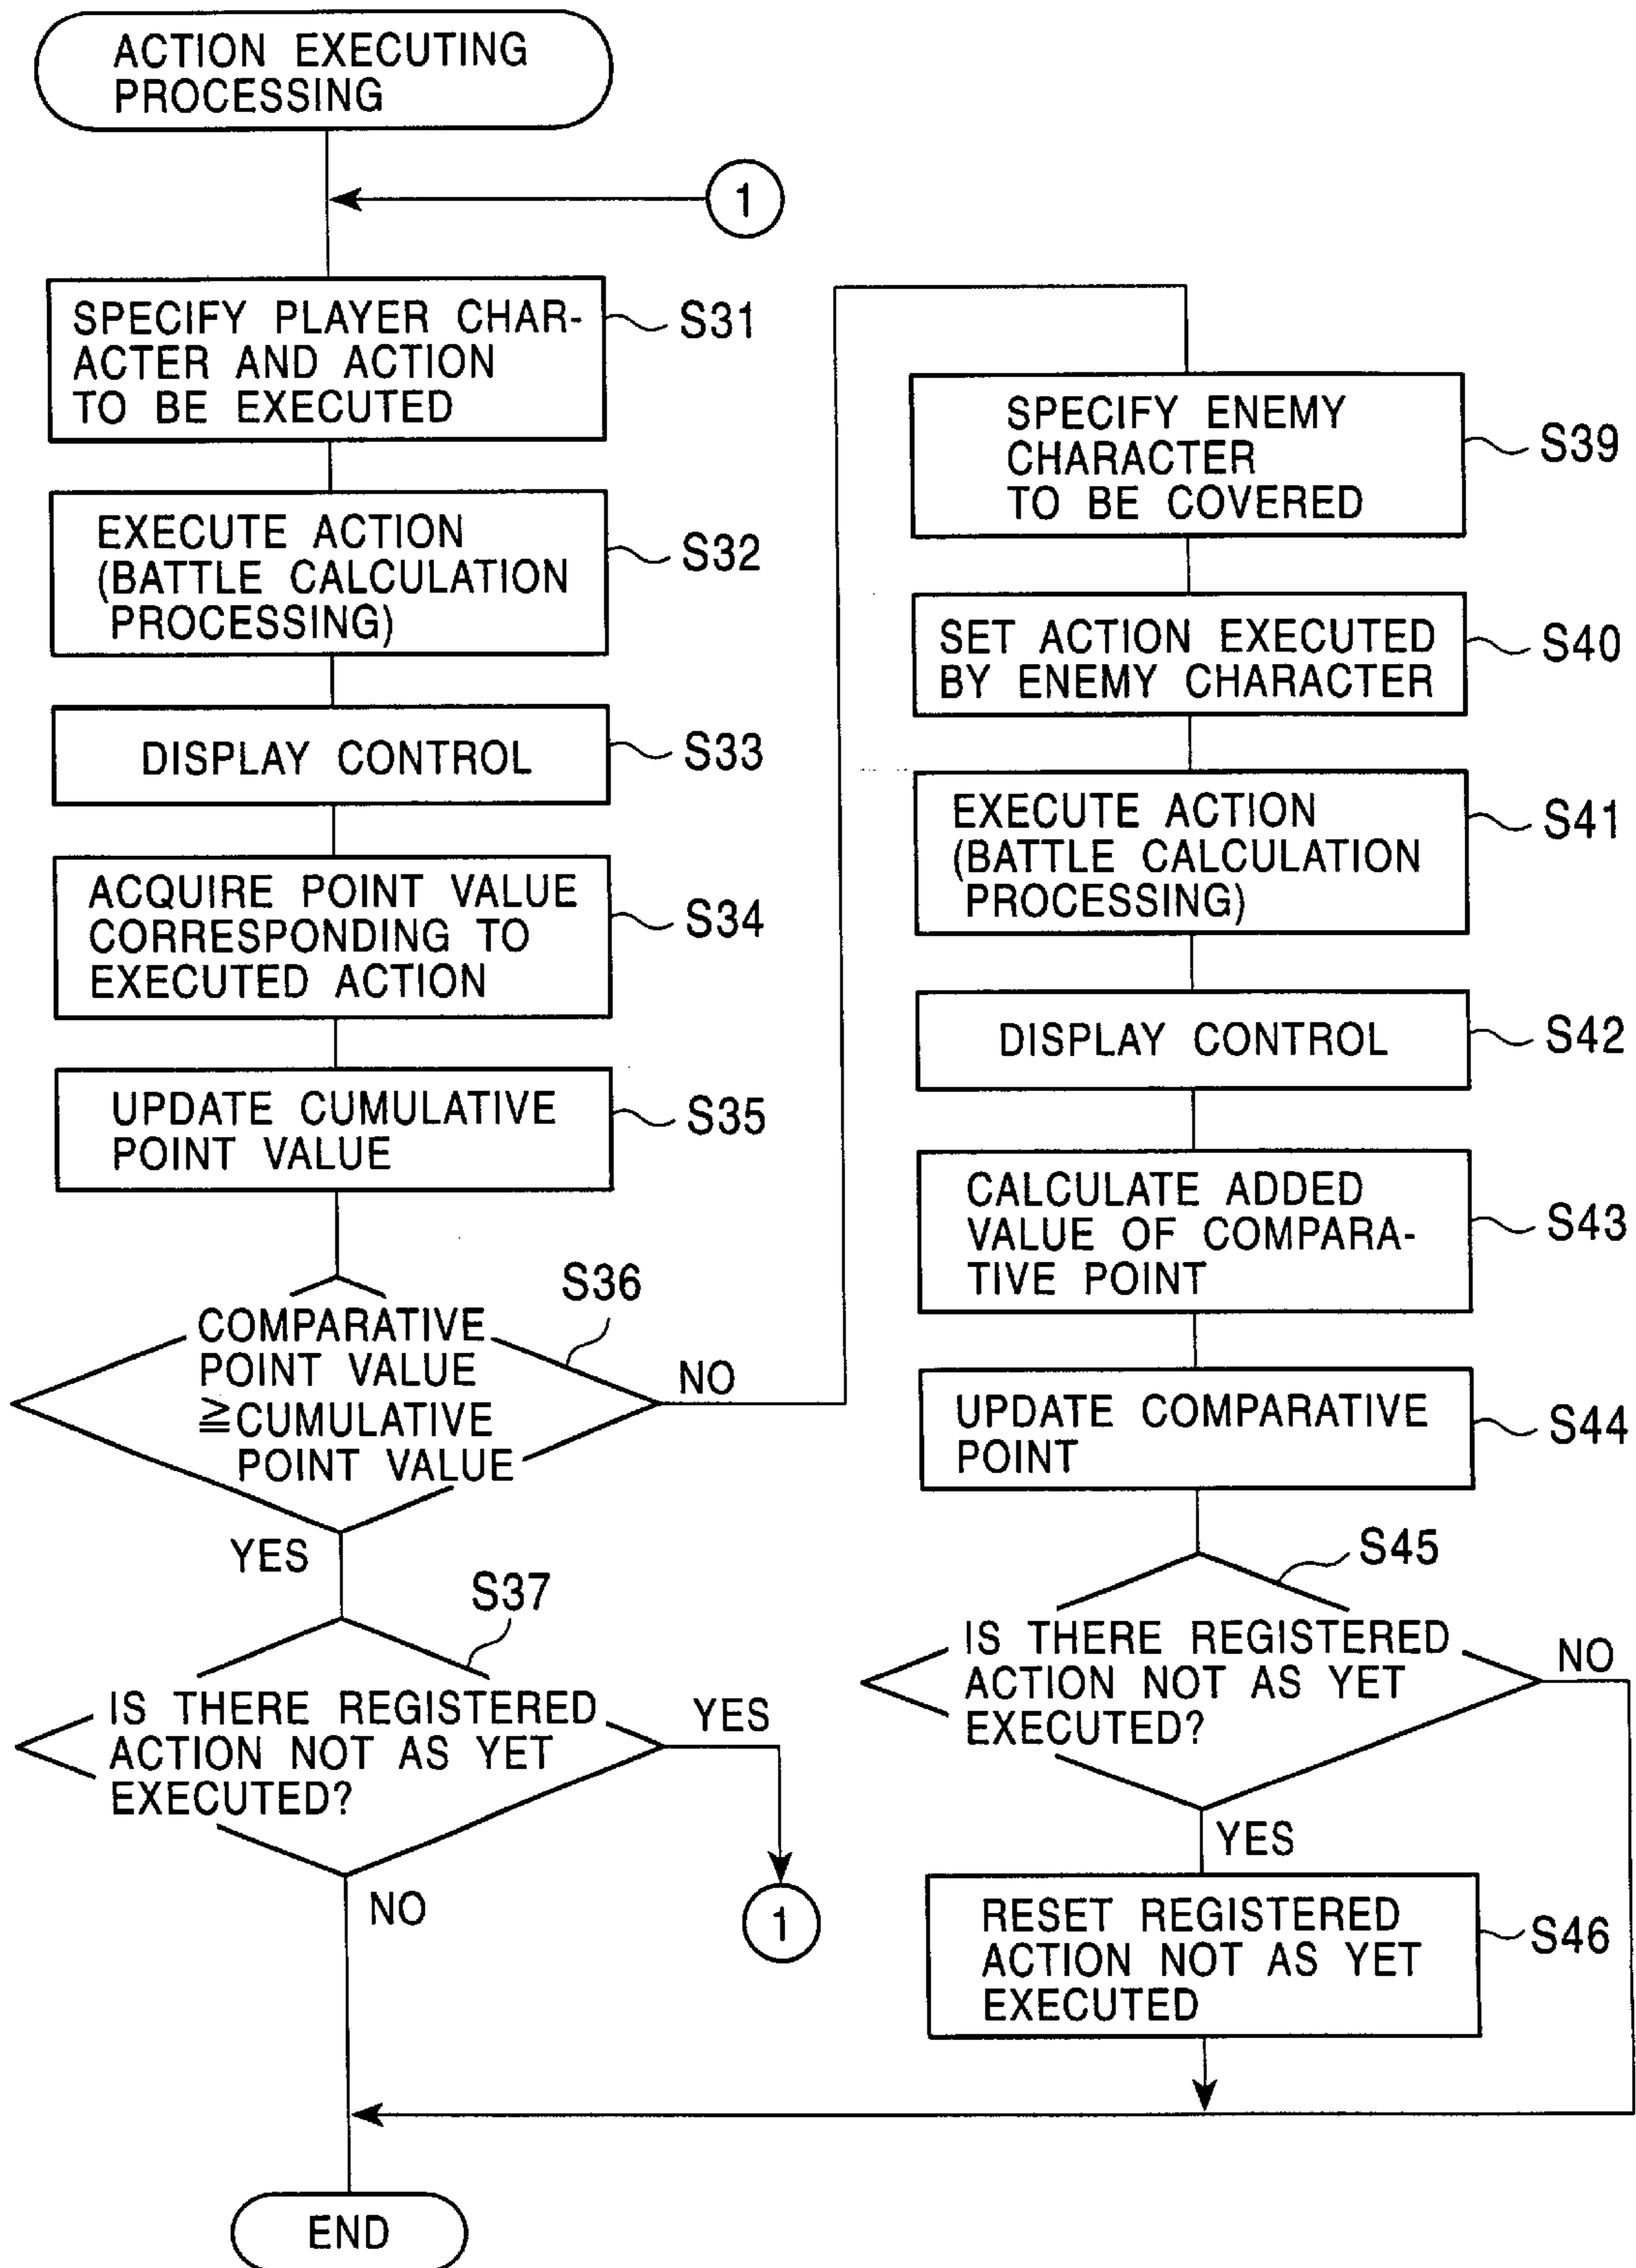 ACTION EXECUTING
PROCESSING
1
SPECIFY PLAYER CHAR-
ACTER AND ACTION
TO BE EXECUTED
S31
EXECUTE ACTION
(BATTLE CALCULATION
PROCESSING)
S32
DISPLAY CONTROL
S33
ACQUIRE POINT VALUE
CORRESPONDING TO
EXECUTED ACTION
S34
UPDATE CUMULATIVE
POINT VALUE
S35
S36
COMPARATIVE
POINT VALUE
≧CUMULATIVE
POINT VALUE
NO
YES
S37
IS THERE REGISTERED
ACTION NOT AS YET
EXECUTED?
YES
1
NO
SPECIFY ENEMY
CHARACTER
TO BE COVERED
S39
SET ACTION EXECUTED
BY ENEMY CHARACTER
S40
EXECUTE ACTION
(BATTLE CALCULATION
PROCESSING)
S41
DISPLAY CONTROL
S42
CALCULATE ADDED
VALUE OF COMPARA-
TIVE POINT
S43
UPDATE COMPARATIVE
POINT
S44
S45
IS THERE REGISTERED
ACTION NOT AS YET
EXECUTED?
NO
YES
RESET REGISTERED
ACTION NOT AS YET
EXECUTED
S46
END